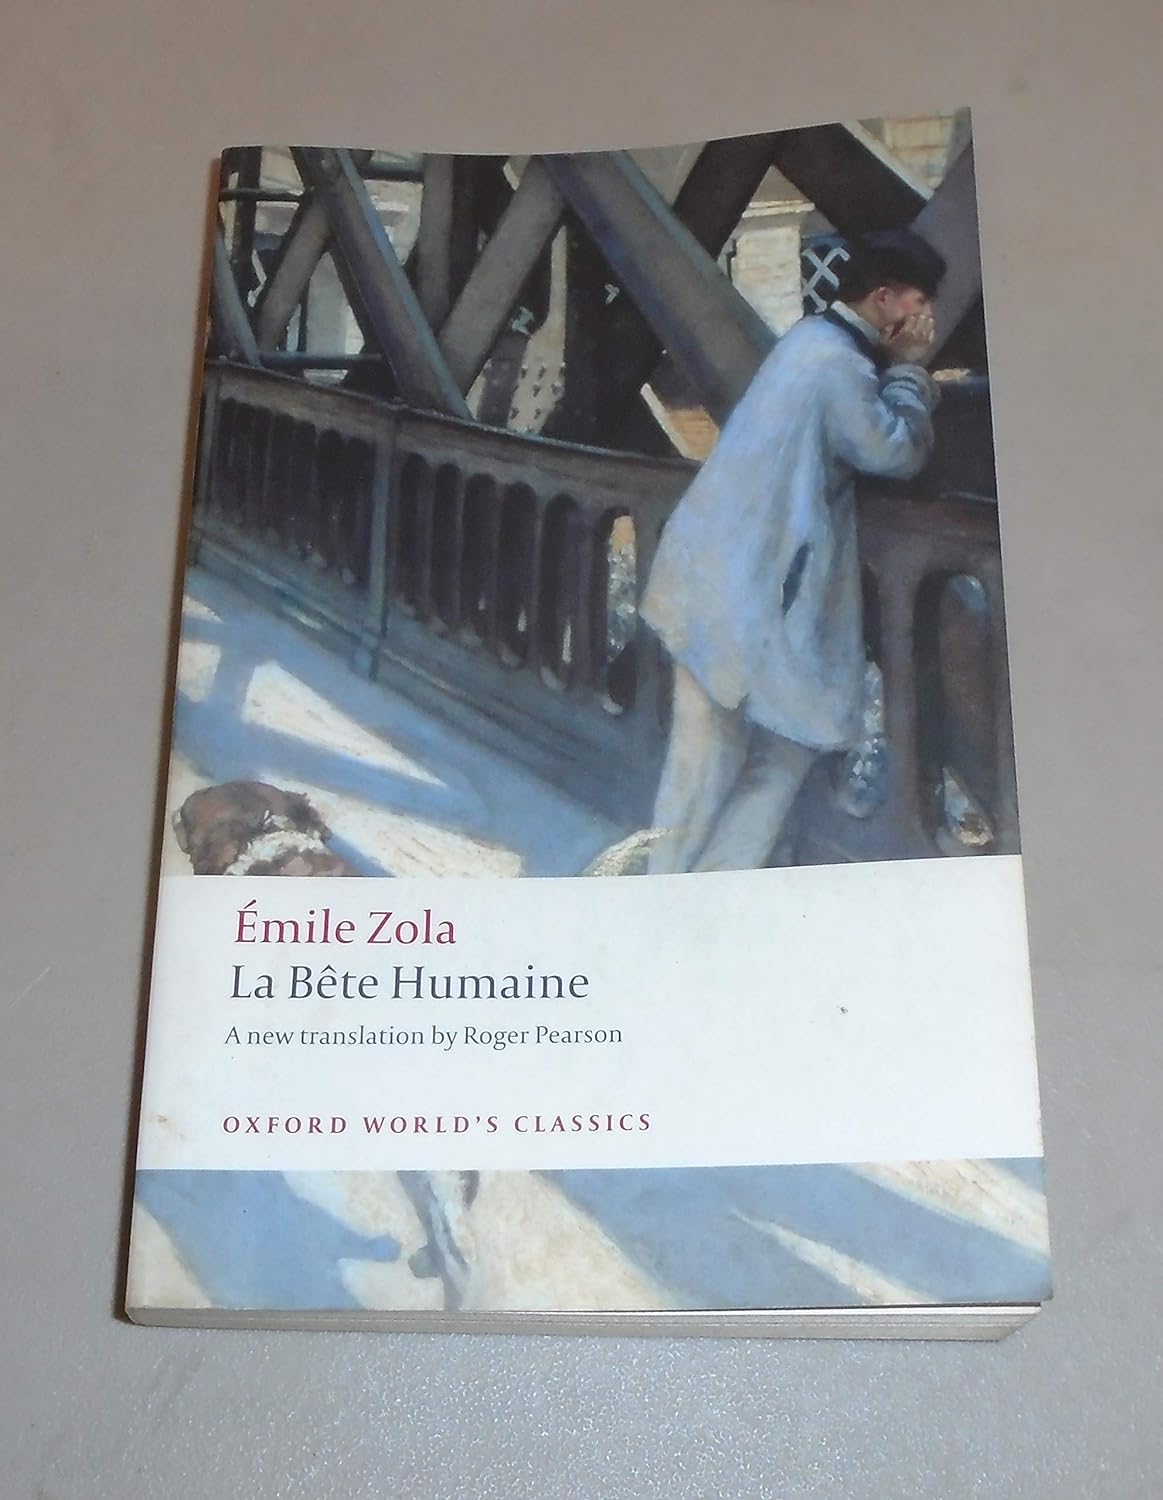 Émile Zola
La Bête Humaine
A new translation by Roger Pearson
OXFORD WORLD'S CLASSICS